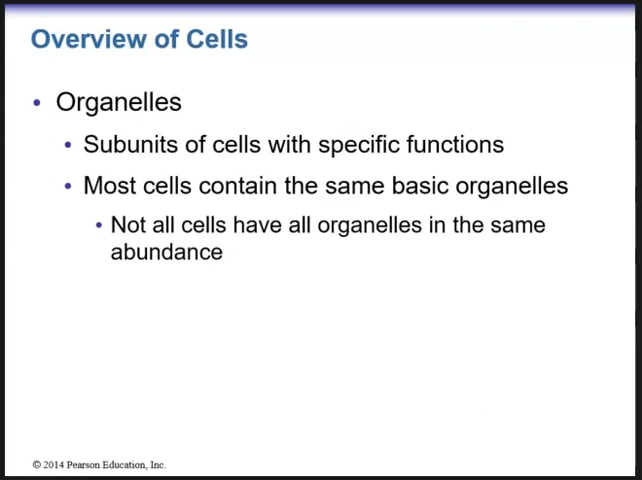 Overview of Cells
• Organelles
• Subunits of cells with specific functions
• Most cells contain the same basic organelles
• Not all cells have all organelles in the same
abundance
© 2014 Pearson Education, Inc.